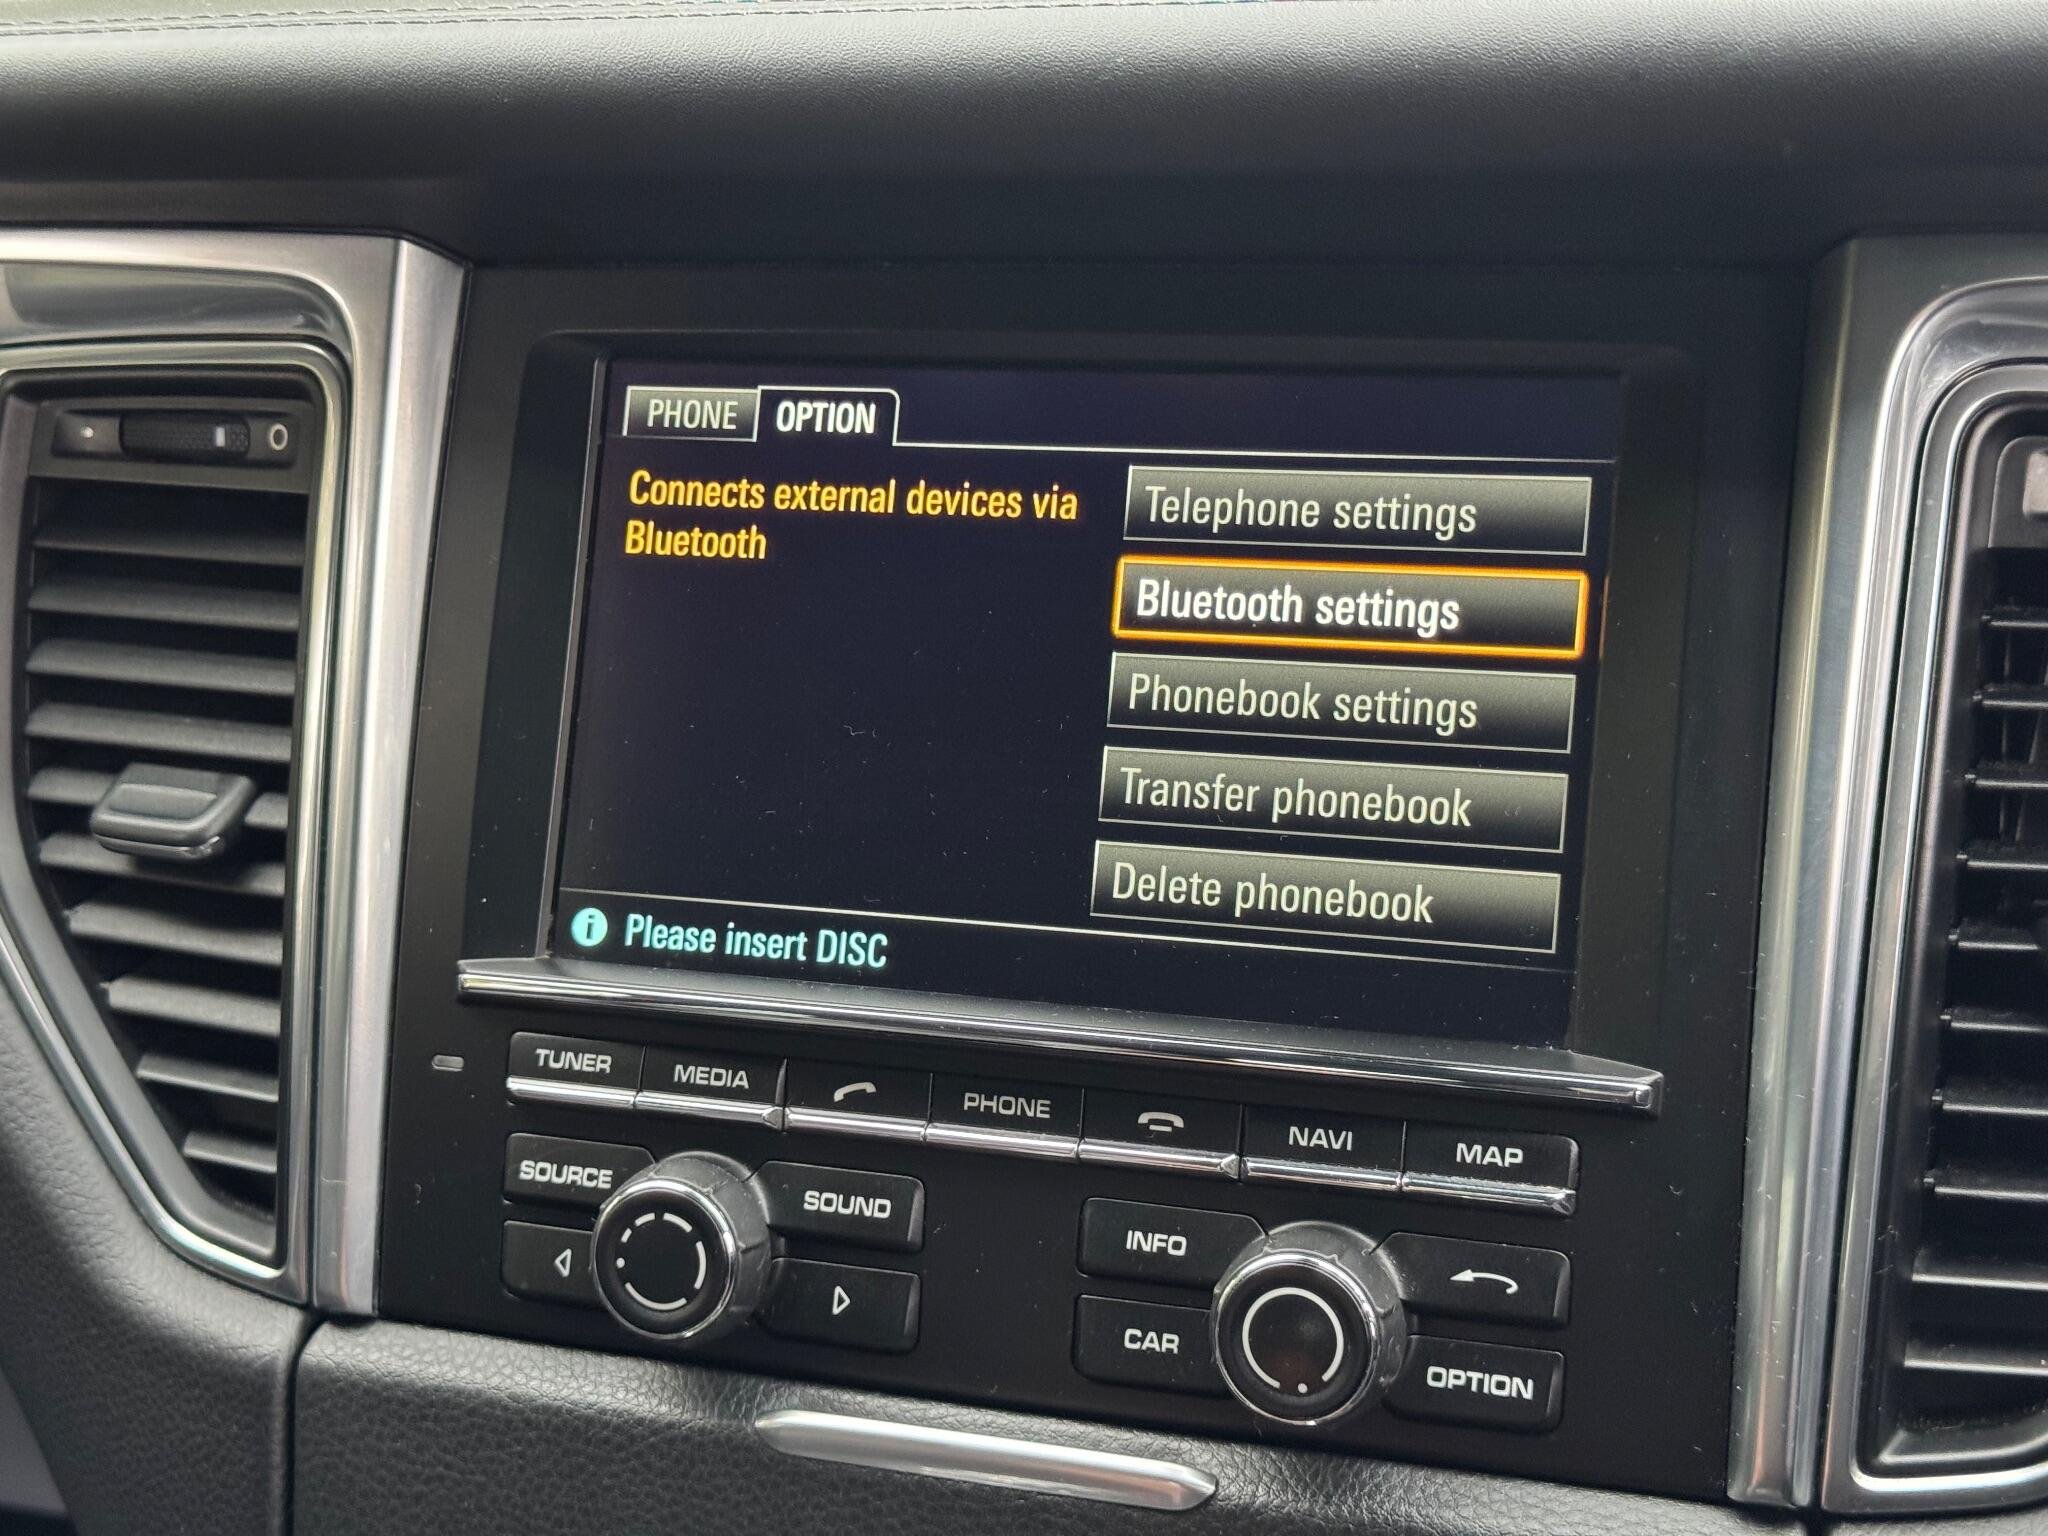 PHONE OPTION
Connects external devices via
Bluetooth
Telephone settings
Bluetooth settings
Phonebook settings
Transfer phonebook
Delete phonebook
i Please insert DISC
TUNER MEDIA PHONE NAVI MAP
SOURCE SOUND
INFO
CAR
OPTION